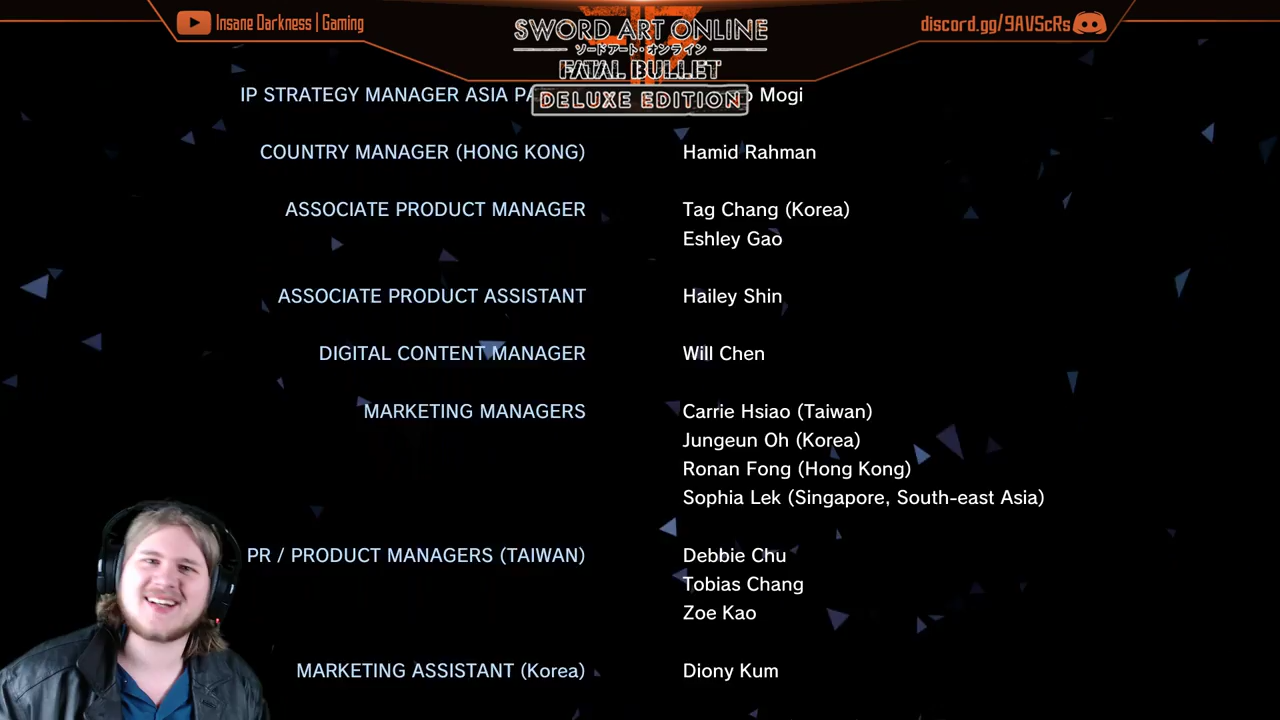 Insane Darkness | Gaming
SWORD ART ONLINE
ソードアート・オンライン
FATAL BULLET
DELUXE EDITION
discord.gg/9AVScRs
IP STRATEGY MANAGER ASIA Mogi
COUNTRY MANAGER (HONG KONG) Hamid Rahman
ASSOCIATE PRODUCT MANAGER Tag Chang (Korea)
Eshley Gao
ASSOCIATE PRODUCT ASSISTANT Hailey Shin
DIGITAL CONTENT MANAGER Will Chen
MARKETING MANAGERS Carrie Hsiao (Taiwan)
Jungeun Oh (Korea)
Ronan Fong (Hong Kong)
Sophia Lek (Singapore, South-east Asia)
PR / PRODUCT MANAGERS (TAIWAN) Debbie Chu
Tobias Chang
Zoe Kao
MARKETING ASSISTANT (Korea) Diony Kum